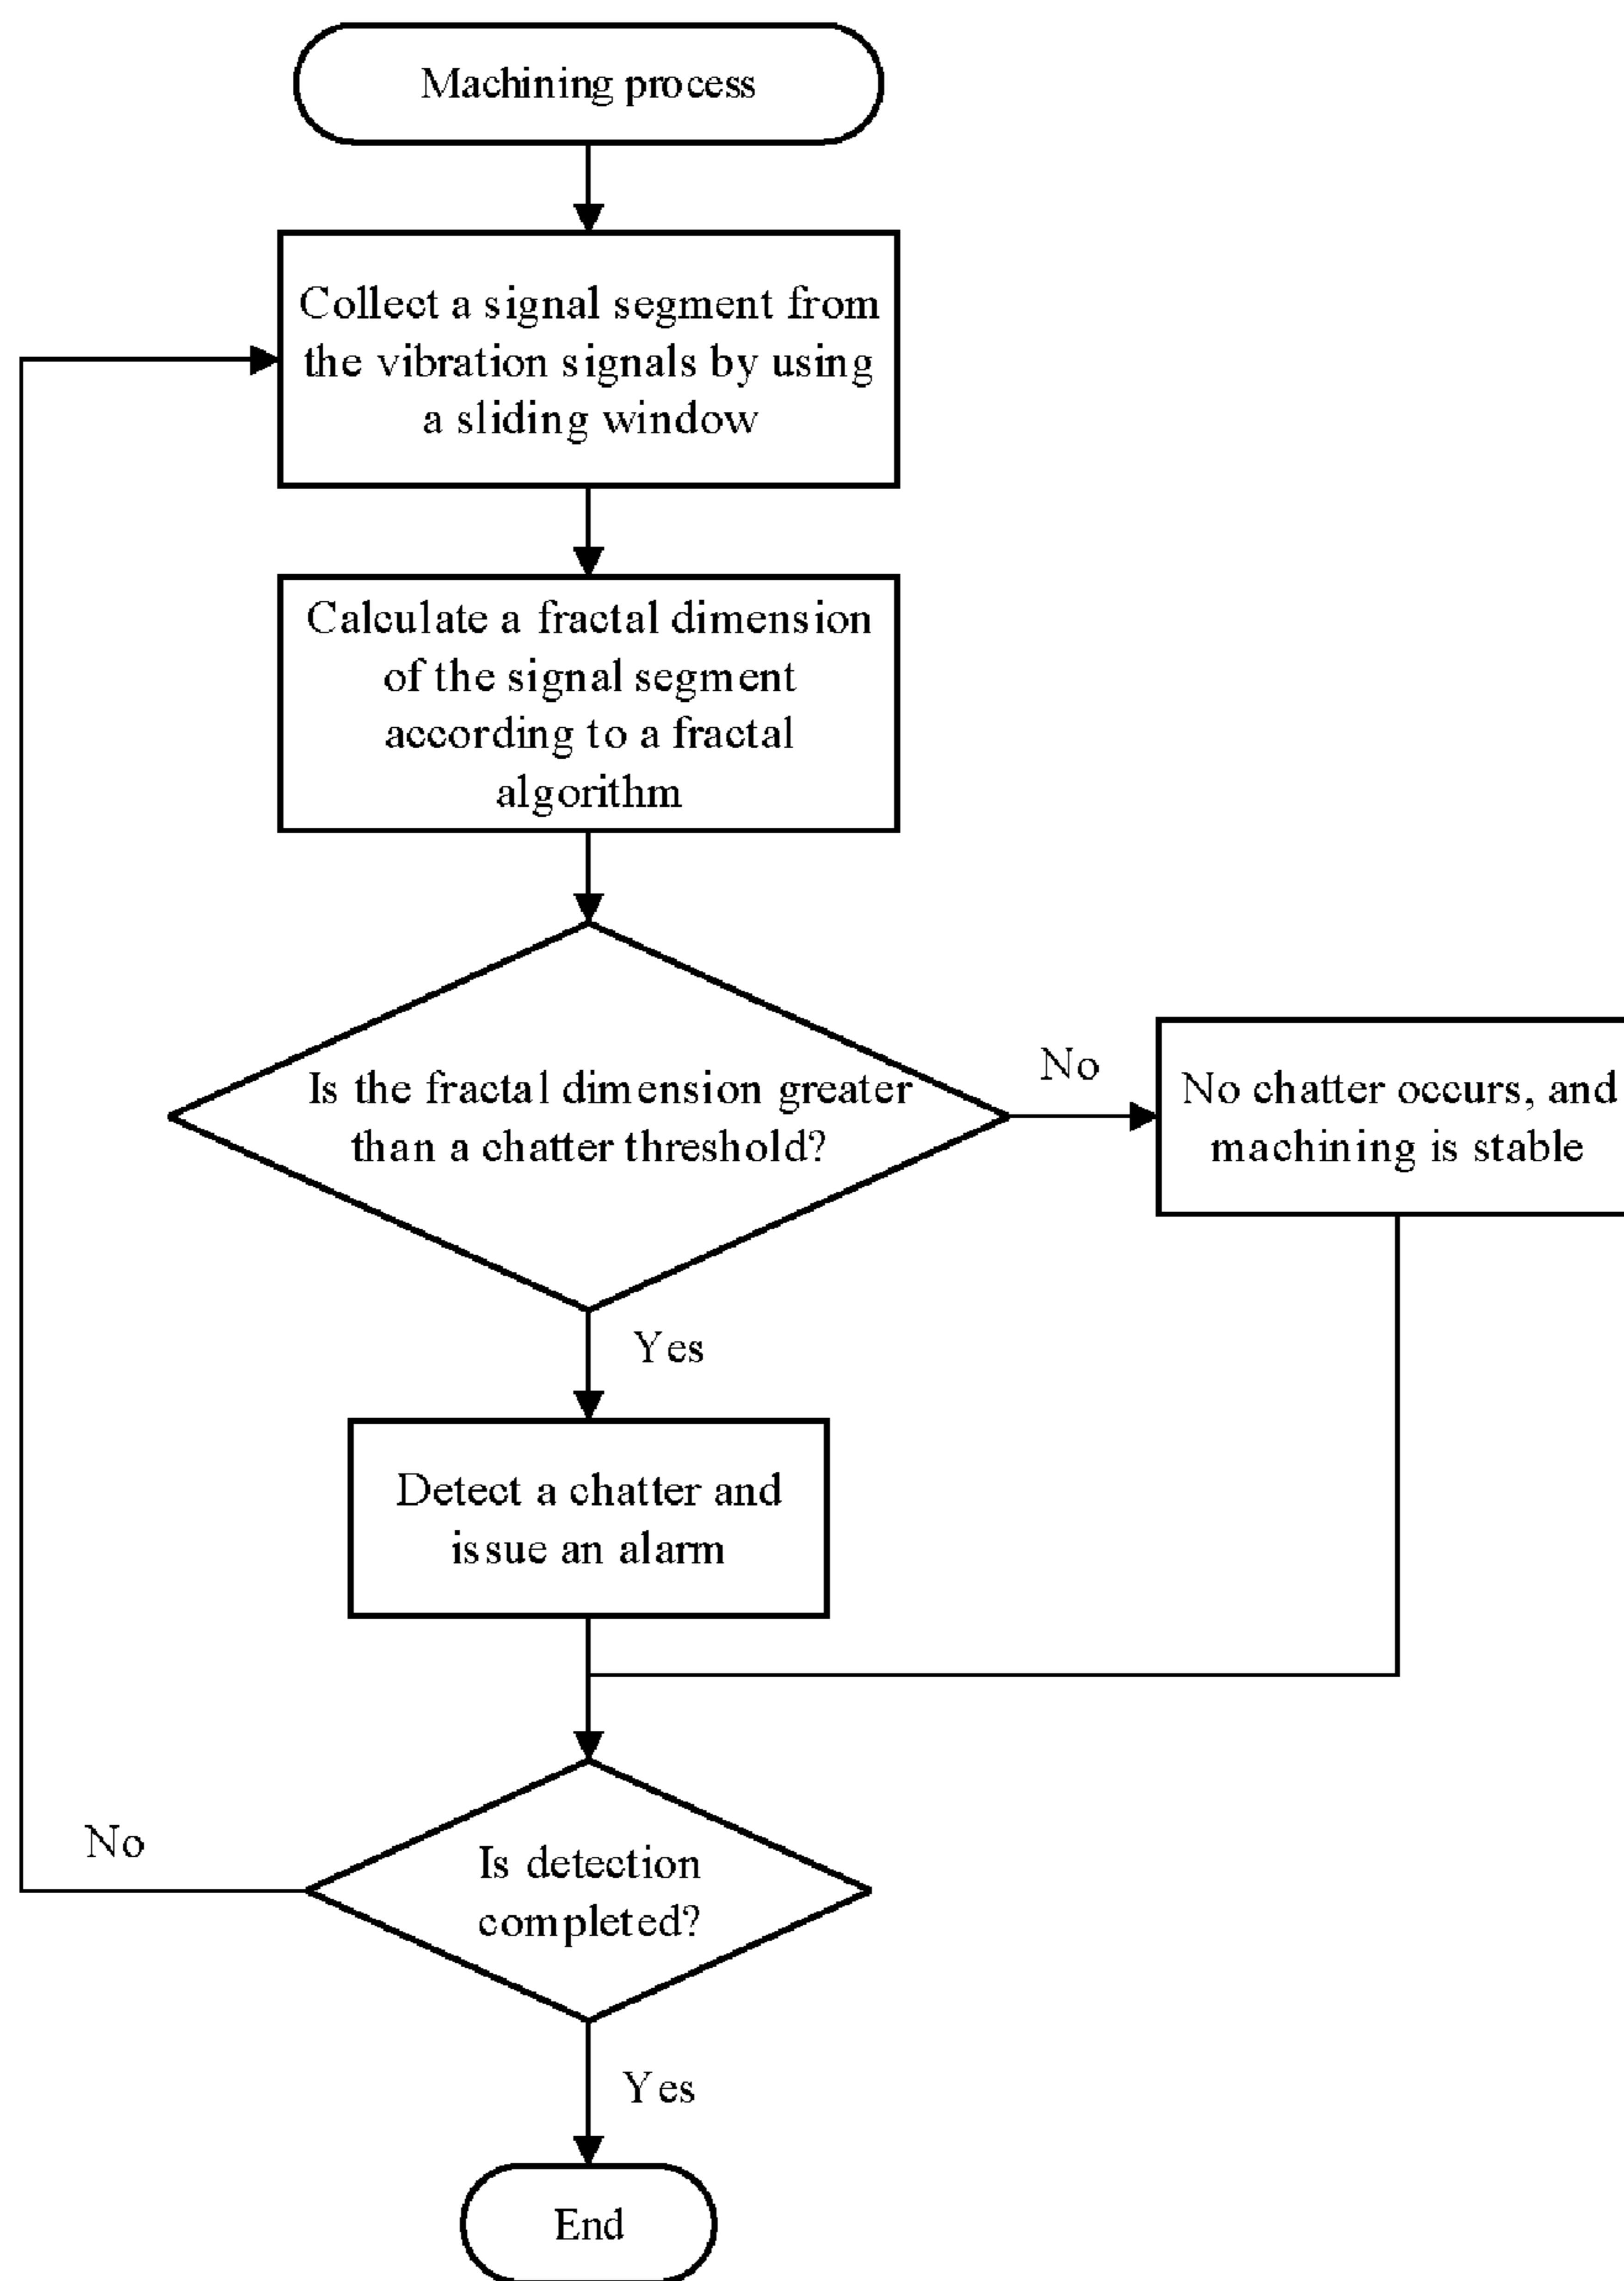 Machining process
Collect a signal segment from
the vibration signals by using
a sliding window
Calculate a fractal dimension
of the signal segment
according to a fractal
algorithm
Is the fractal dimension greater
than a chatter threshold?
No
No chatter occurs, and
machining is stable
Yes
Detect a chatter and
issue an alarm
No
Is detection
completed?
Yes
End